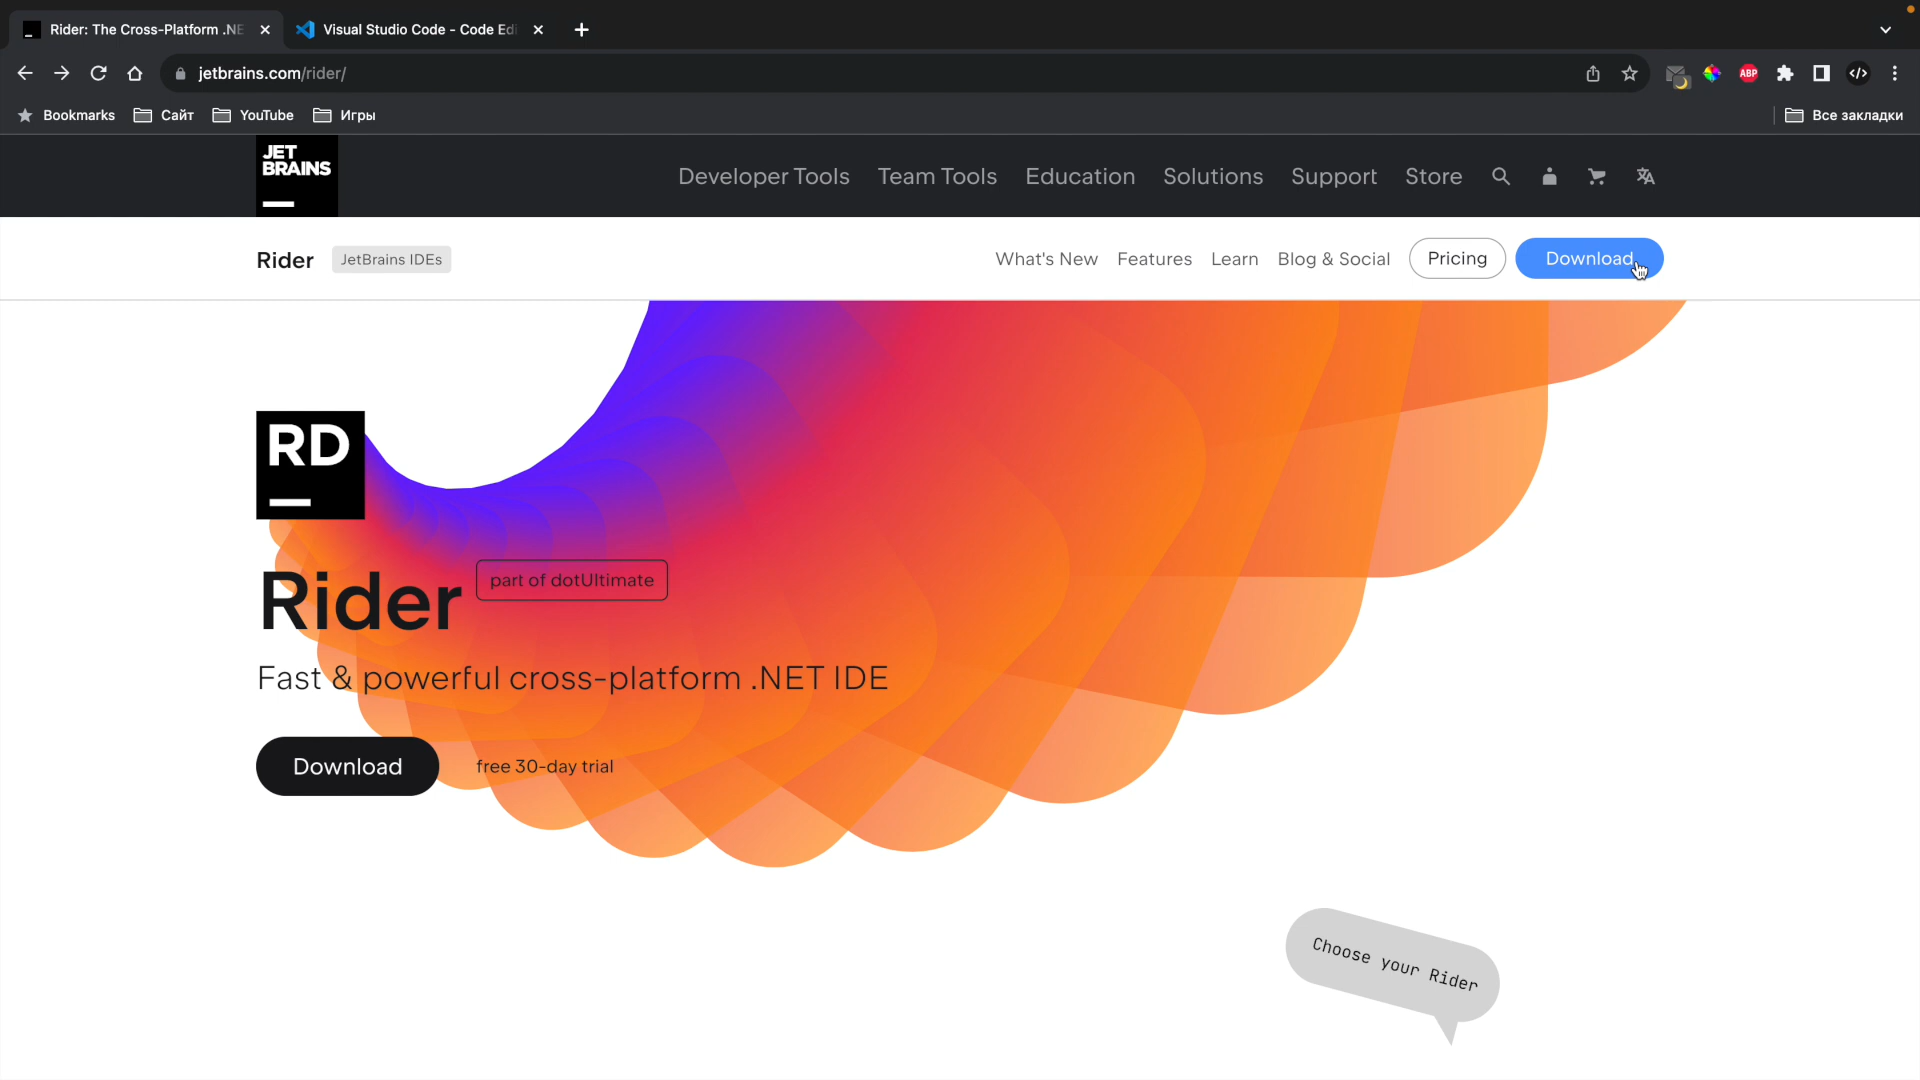 Rider: The Cross-Platform .NE
Visual Studio Code - Code Edi
jetbrains.com/rider/
ABP
Bookmarks
Сайт
YouTube
Игры
Все закладки
JET
BRAINS
Developer Tools
Team Tools
Education
Solutions
Support
Store
Rider
JetBrains IDEs
What's New
Features
Learn
Blog & Social
Pricing
Download
RD
Rider
part of dotUltimate
Fast & powerful cross-platform .NET IDE
Download
free 30-day trial
Choose your Rider